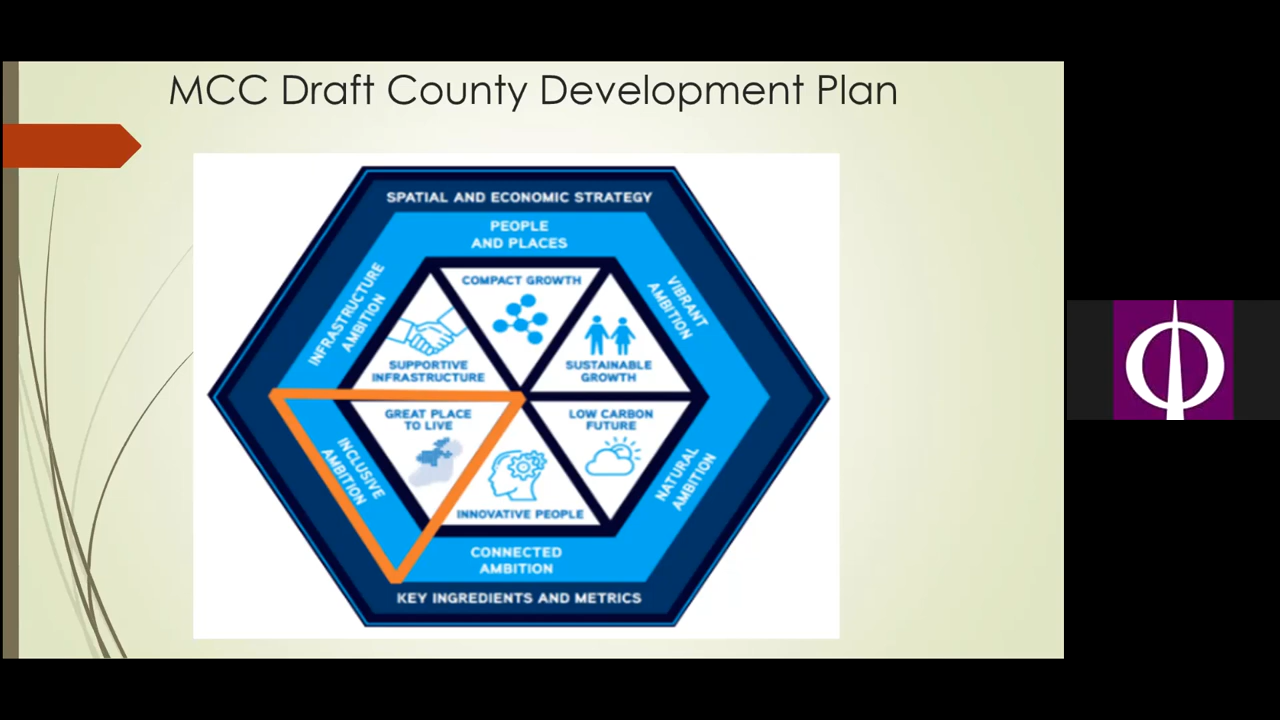 MCC Draft County Development Plan
SPATIAL AND ECONOMIC STRATEGY
PEOPLE
AND PLACES
INFRASTRUCTURE
AMBITION
VIBRANT
AMBITION
COMPACT GROWTH
SUPPORTIVE
INFRASTRUCTURE
SUSTAINABLE
GROWTH
GREAT PLACE
TO LIVE
LOW CARBON
FUTURE
INCLUSIVE
AMBITION
NATURAL
AMBITION
INNOVATIVE PEOPLE
CONNECTED
AMBITION
KEY INGREDIENTS AND METRICS